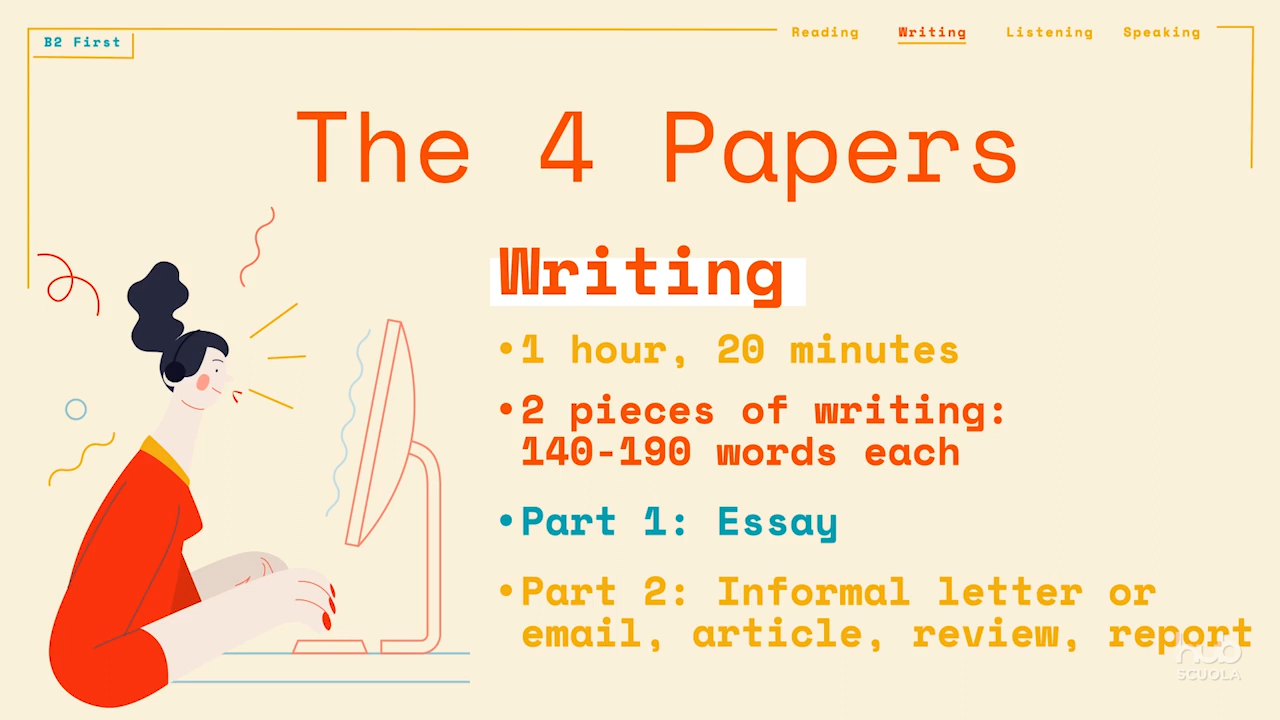 B2 First
Reading Writing Listening Speaking
The 4 Papers
Writing
•1 hour, 20 minutes
•2 pieces of writing:
140-190 words each
•Part 1: Essay
•Part 2: Informal letter or
email, article, review, report
hub
SCUOLA